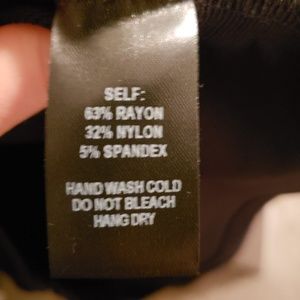 SELF:
63% RAYON
32% NYLON
5% SPANDEX
HAND WASH COLD
DO NOT BLEACH
HANG DRY